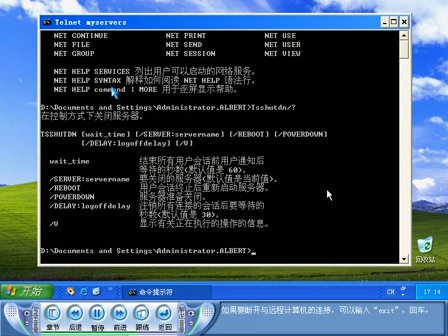 Telnet myservers
NET CONTINUE NET PRINT NET USE
NET FILE NET SEND NET USER
NET GROUP NET SESSION NET VIEW
NET HELP SERVICES 列出用户可以启动的网络服务。
NET HELP SYNTAX 解释如何阅读 NET HELP 语法行。
NET HELP command | MORE 用于逐屏显示帮助。
D:\Documents and Settings\Administrator.ALBERT>Tsshutdn/?
在控制方式下关闭服务器。
TSSHUTDN [wait_time] [/SERVER:servername] [/REBOOT] [/POWERDOWN]
[/DELAY:logoffdelay] [/V]
wait_time 结束所有用户会话前用户通知后
等待的秒数(默认值是 60)。
/SERVER:servername 要关闭的服务器(默认值是当前值)。
/REBOOT 用户会话终止后重新启动服务器。
/POWERDOWN 服务器准备关闭。
/DELAY:logoffdelay 注销所有连接的会话后要等待的
秒数(默认值是 30)。
/V 显示有关正在执行的操作的信息。
D:\Documents and Settings\Administrator.ALBERT>_
回收站
开始 命令提示符 CH 17:14
章节 后退 暂停 前进 跟练 返回
如果要断开与远程计算机的连接，可以输入“exit”，回车。